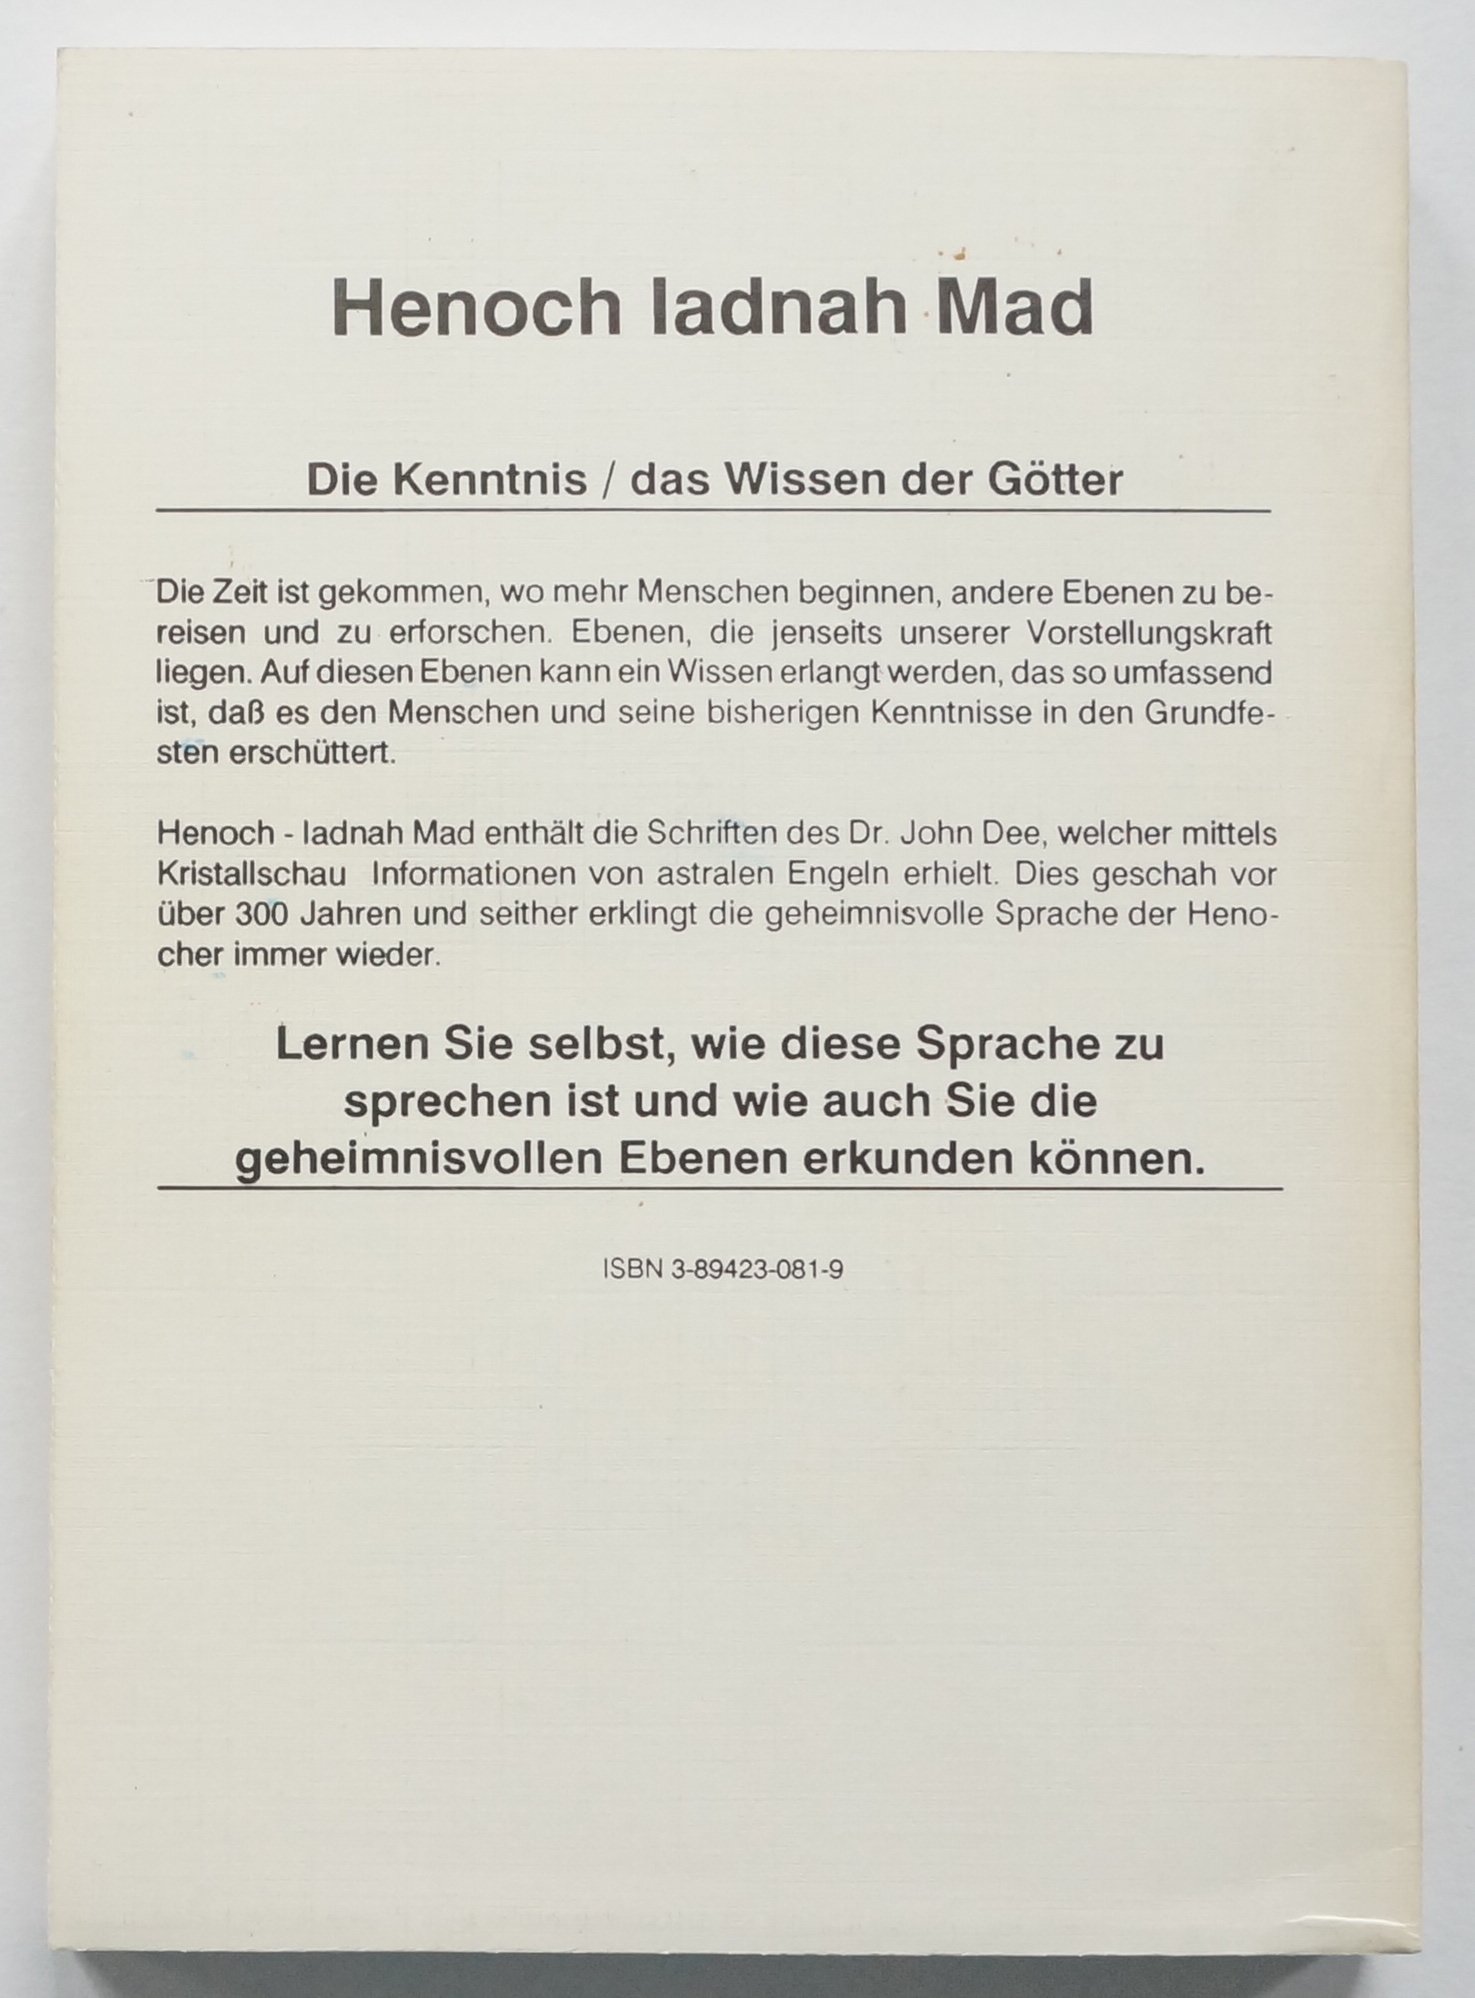 Henoch Iadnah Mad
Die Kenntnis / das Wissen der Götter
Die Zeit ist gekommen, wo mehr Menschen beginnen, andere Ebenen zu be-
reisen und zu erforschen. Ebenen, die jenseits unserer Vorstellungskraft
liegen. Auf diesen Ebenen kann ein Wissen erlangt werden, das so umfassend
ist, daß es den Menschen und seine bisherigen Kenntnisse in den Grundfe-
sten erschüttert.
Henoch - Iadnah Mad enthält die Schriften des Dr. John Dee, welcher mittels
Kristallschau Informationen von astralen Engeln erhielt. Dies geschah vor
über 300 Jahren und seither erklingt die geheimnisvolle Sprache der Heno-
cher immer wieder.
Lernen Sie selbst, wie diese Sprache zu
sprechen ist und wie auch Sie die
geheimnisvollen Ebenen erkunden können.
ISBN 3-89423-081-9